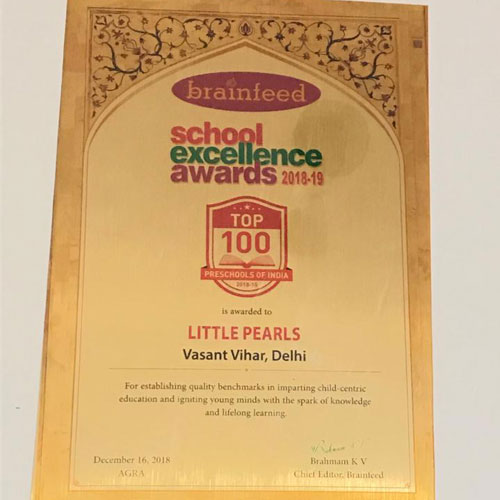 brainfeed
school
excellence
awards 2018-19
TOP
100
PRESCHOOLS OF INDIA
2018-19
is awarded to
LITTLE PEARLS
Vasant Vihar, Delhi
For establishing quality benchmarks in imparting child-centric
education and igniting young minds with the spark of knowledge
and lifelong learning.
December 16, 2018
AGRA
Brahmam K V
Chief Editor, Brainfeed